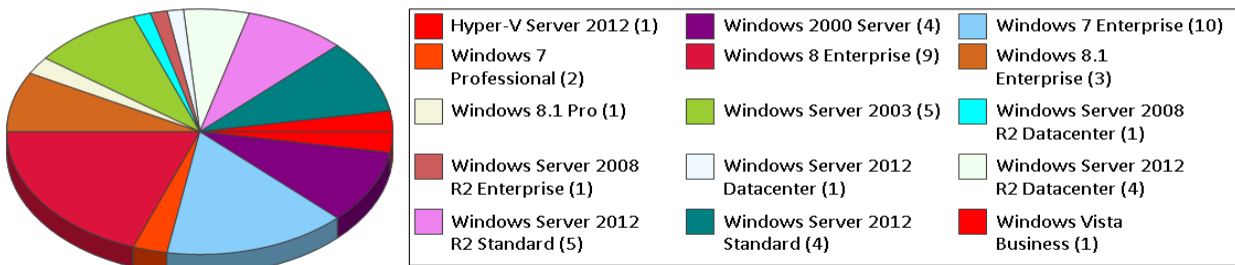 Hyper-V Server 2012 (1)
Windows 2000 Server (4)
Windows 7 Enterprise (10)
Windows 7
Professional (2)
Windows 8 Enterprise (9)
Windows 8.1
Enterprise (3)
Windows 8.1 Pro (1)
Windows Server 2003 (5)
Windows Server 2008
R2 Datacenter (1)
Windows Server 2008
R2 Enterprise (1)
Windows Server 2012
Datacenter (1)
Windows Server 2012
R2 Datacenter (4)
Windows Server 2012
R2 Standard (5)
Windows Server 2012
Standard (4)
Windows Vista
Business (1)